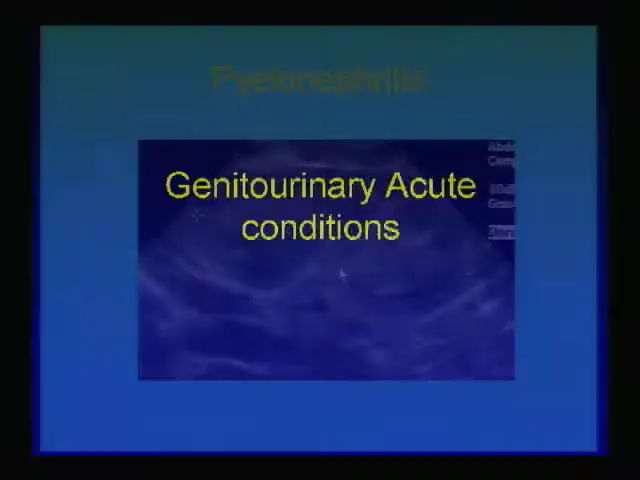 Pyelonephritis
Genitourinary Acute
conditions